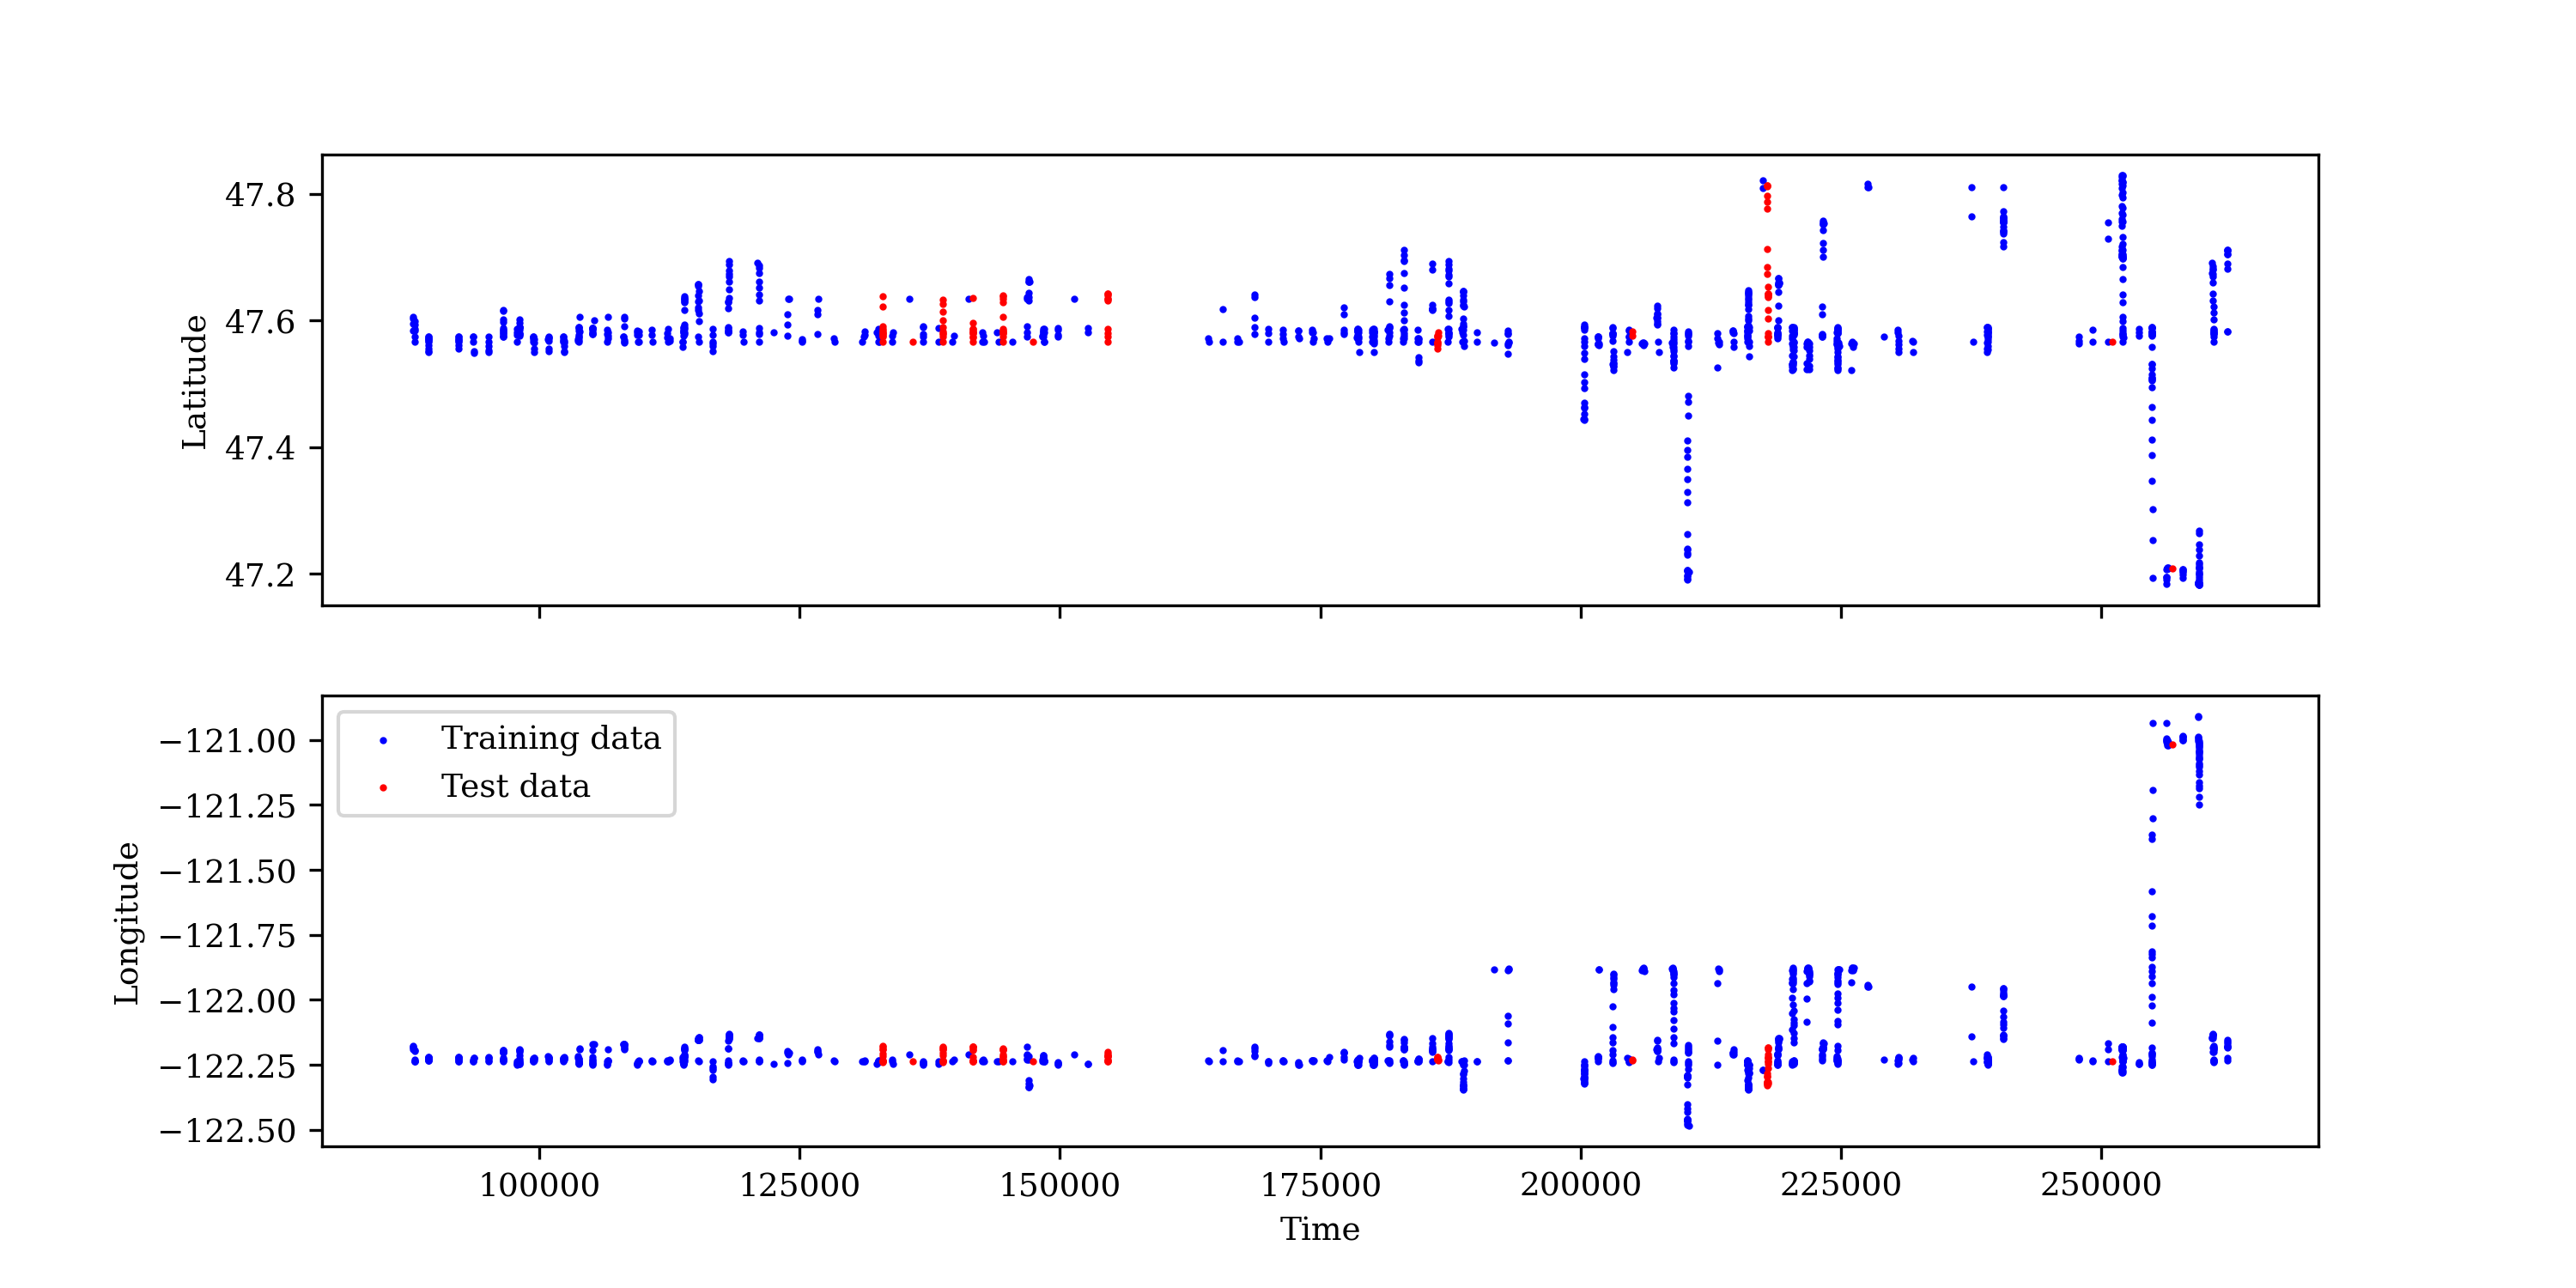 47.8
47.6
47.4
47.2
Latitude
−121.00
−121.25
−121.50
−121.75
−122.00
−122.25
−122.50
Longitude
Training data
Test data
100000 125000 150000 175000 200000 225000 250000
Time